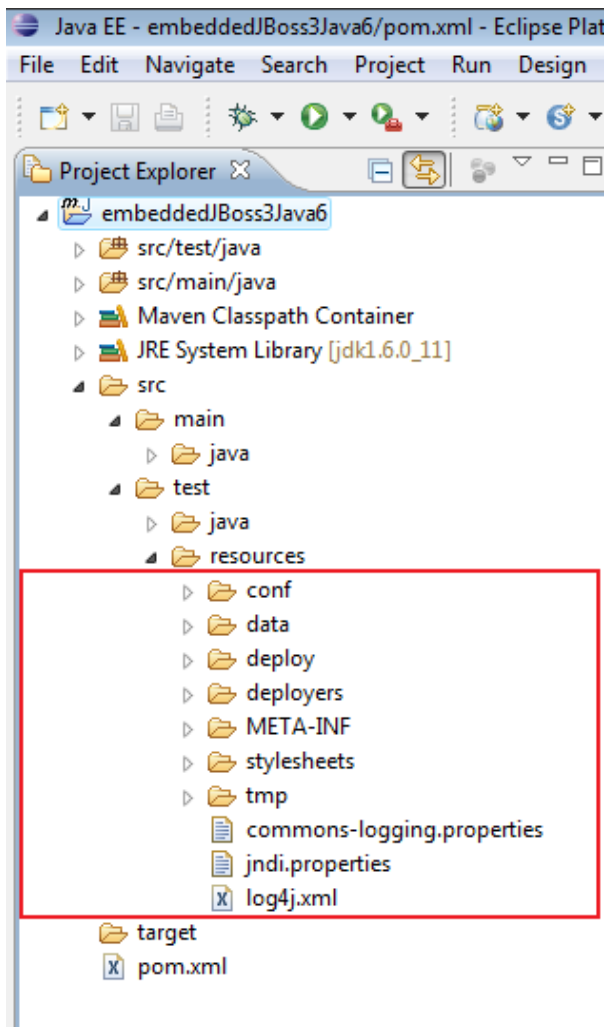 Java EE - embeddedJBoss3Java6/pom.xml - Eclipse Plat
File Edit Navigate Search Project Run Design
Project Explorer
embeddedJBoss3Java6
src/test/java
src/main/java
Maven Classpath Container
JRE System Library [jdk1.6.0_11]
src
main
java
test
java
resources
conf
data
deploy
deployers
META-INF
stylesheets
tmp
commons-logging.properties
jndi.properties
log4j.xml
target
pom.xml